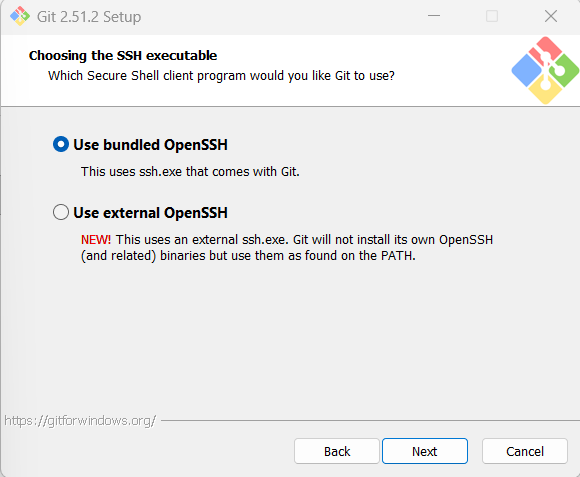 Git 2.51.2 Setup
Choosing the SSH executable
Which Secure Shell client program would you like Git to use?
Use bundled OpenSSH
This uses ssh.exe that comes with Git.
Use external OpenSSH
NEW! This uses an external ssh.exe. Git will not install its own OpenSSH
(and related) binaries but use them as found on the PATH.
https://gitforwindows.org/
Back
Next
Cancel